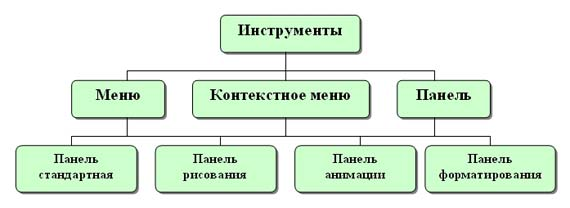 Инструменты
Меню
Контекстное меню
Панель
Панель
стандартная
Панель
рисования
Панель
анимации
Панель
форматирования